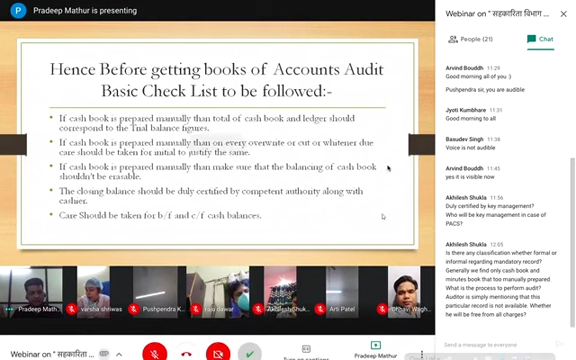 P Pradeep Mathur is presenting
Hence Before getting books of Accounts Audit
Basic Check List to be followed:-
If cash book is prepared manually than total of cash book and ledger should
correspond to the Trial balance figures.
If cash book is prepared manually than on every overwrite or cut or whitener due
care should be taken for initial to justify the same.
If cash book is prepared manually than make sure that the balancing of cash book
shouldn't be erasable.
The closing balance should be duly certified by competent authority along with
casher.
Care Should be taken for b/f and c/f cash balances.
Pradeep Math...
varsha shriwas
Pushpendra K...
raju dawar
Akhilesh Shuk...
Arti Patel
Webinar on " सह...
Turn on captions
Pradeep Mathur
Webinar on " सहकारिता विभाग ...
People (21)
Chat
Arvind Bouddh 11:29
Good morning all of you :)
Pushpendra sir, you are audible
Jyoti Kumbhare 11:31
Good morning to all
Basudev Singh 11:38
Voice is not audible
Arvind Bouddh 11:45
yes it is visible now
Akhilesh Shukla 11:56
Duly certified by key management?
Who will be key management in case of
PACS?
Akhilesh Shukla 12:05
Is there any classification whether formal or
informal regarding mandatory record?
Generally we find only cash book and
minutes book that too manually prepared
What is the process to perform audit?
Auditor is simply mentioning that this
particular record is not available. Whether
he will be free from all charges?
Send a message to everyone